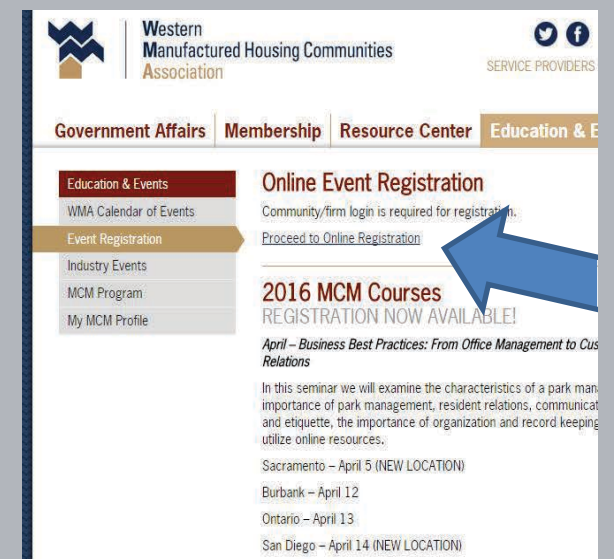 Western
Manufactured Housing Communities
Association
SERVICE PROVIDERS
Government Affairs Membership Resource Center Education & E
Education & Events
WMA Calendar of Events
Event Registration
Industry Events
MCM Program
My MCM Profile
Online Event Registration
Community/firm login is required for registration.
Proceed to Online Registration
2016 MCM Courses
REGISTRATION NOW AVAILABLE!
April – Business Best Practices: From Office Management to Cus
Relations
In this seminar we will examine the characteristics of a park man
importance of park management, resident relations, communicat
and etiquette, the importance of organization and record keeping
utilize online resources.
Sacramento – April 5 (NEW LOCATION)
Burbank – April 12
Ontario – April 13
San Diego – April 14 (NEW LOCATION)